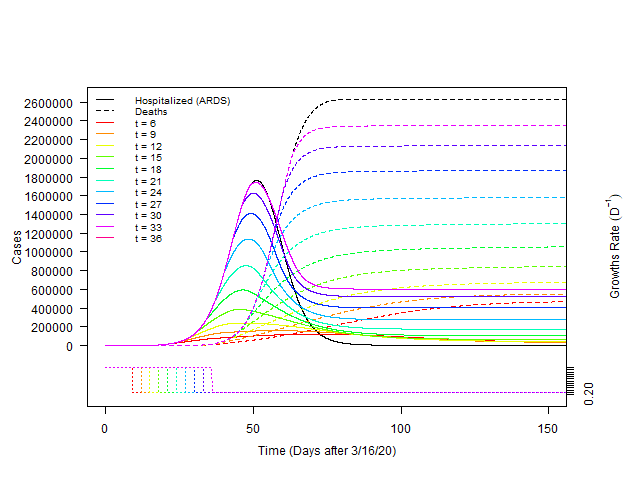 2600000
2400000
2200000
2000000
1800000
1600000
1400000
1200000
1000000
800000
600000
400000
200000
0
Cases
Hospitalized (ARDS)
Deaths
t = 6
t = 9
t = 12
t = 15
t = 18
t = 21
t = 24
t = 27
t = 30
t = 33
t = 36
Growths Rate (D⁻¹)
0.20
0 50 100 150
Time (Days after 3/16/20)